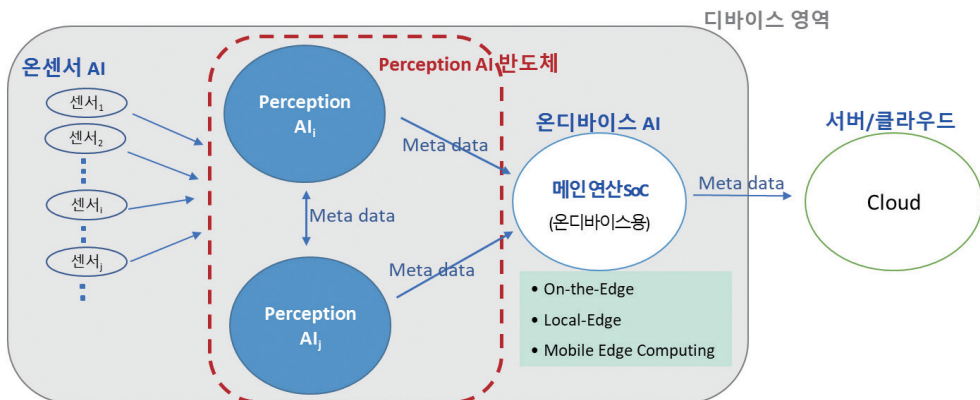 디바이스 영역
온센서 AI
Perception AI 반도체
센서1
센서2
센서i
센서j
Perception
AIi
Meta data
Perception
AIj
Meta data
Meta data
온디바이스 AI
메인연산SoC
(온디바이스용)
• On-the-Edge
• Local-Edge
• Mobile Edge Computing
Meta data
서버/클라우드
Cloud